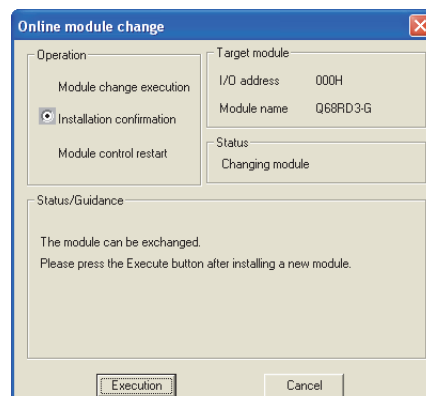 Online module change
Operation
Module change execution
Installation confirmation
Module control restart
Target module
I/O address 000H
Module name Q68RD3-G
Status
Changing module
Status/Guidance
The module can be exchanged.
Please press the Execute button after installing a new module.
Execution
Cancel